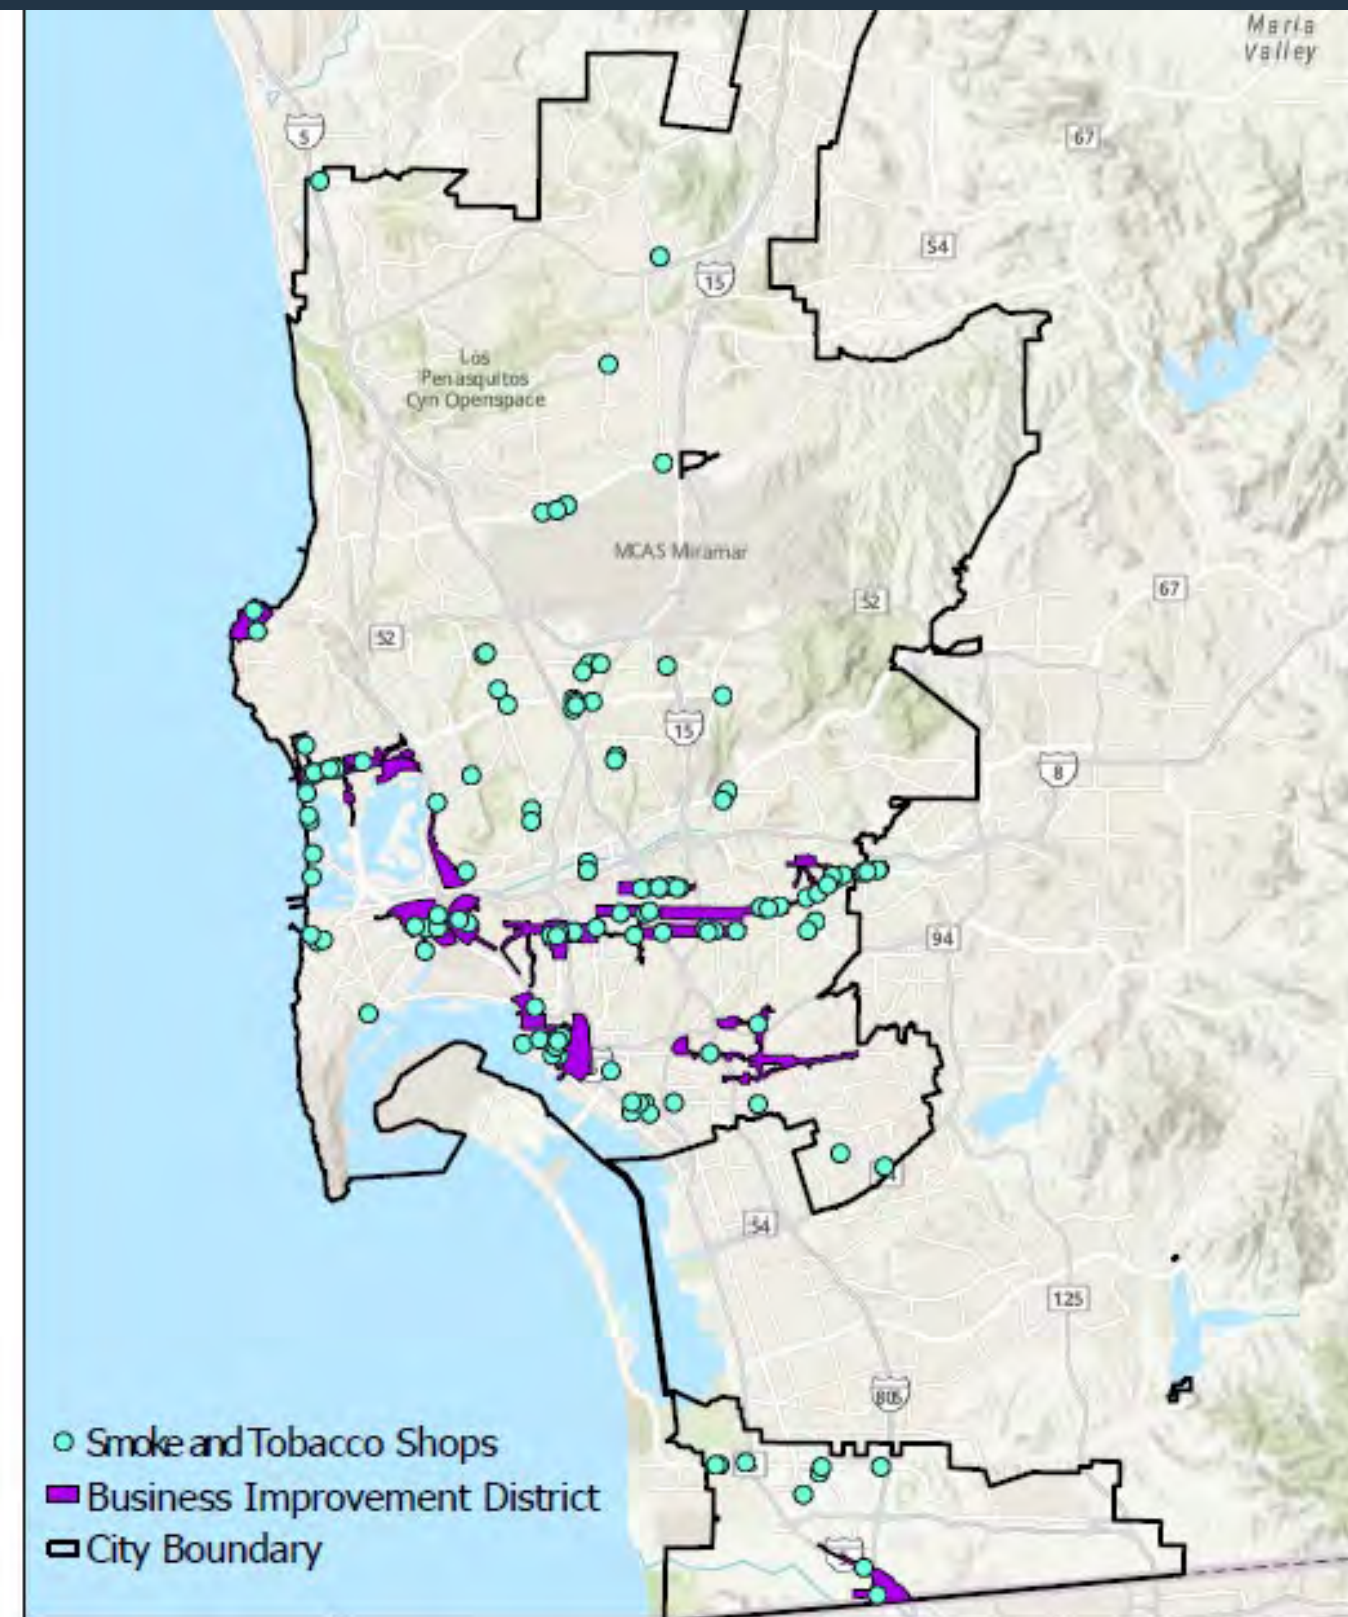 Maria
Valley
5
67
54
15
Los
Penasquitos
Cyn Openspace
MCAS Miramar
52
67
52
15
8
94
54
125
805
Smoke and Tobacco Shops
Business Improvement District
City Boundary